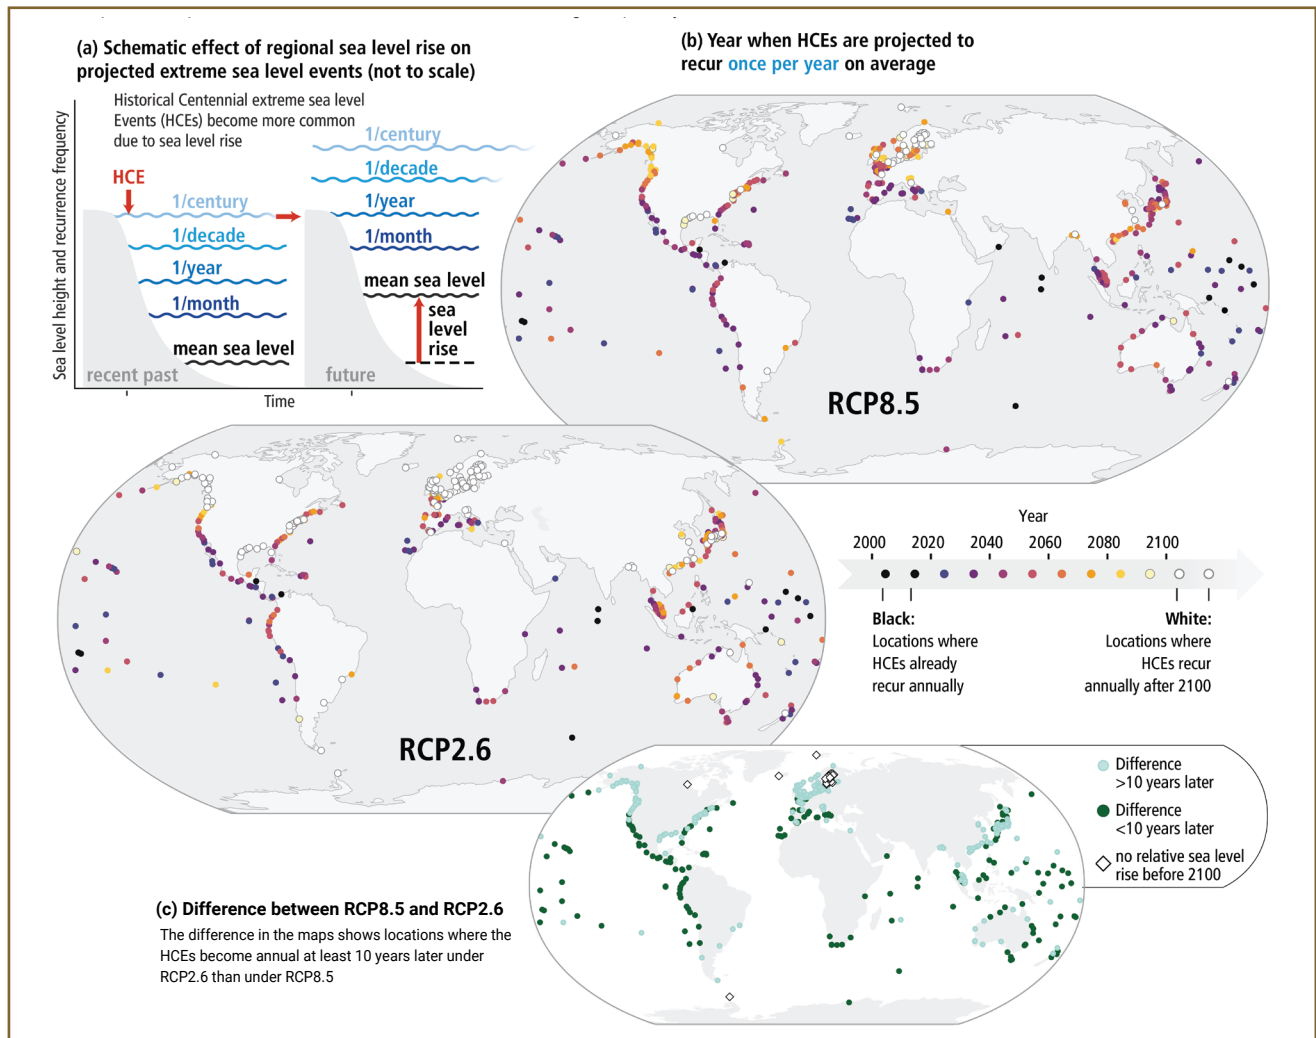 (a) Schematic effect of regional sea level rise on
projected extreme sea level events (not to scale)
Historical Centennial extreme sea level
Events (HCEs) become more common
due to sea level rise
Sea level height and recurrence frequency
HCE
1/century
1/decade
1/year
1/month
mean sea level
recent past
1/century
1/decade
1/year
1/month
mean sea level
sea
level
rise
future
Time
(b) Year when HCEs are projected to
recur once per year on average
RCP8.5
RCP2.6
Year
2000 2020 2040 2060 2080 2100
Black:
Locations where
HCEs already
recur annually
White:
Locations where
HCEs recur
annually after 2100
Difference
>10 years later
Difference
<10 years later
no relative sea level
rise before 2100
(c) Difference between RCP8.5 and RCP2.6
The difference in the maps shows locations where the
HCEs become annual at least 10 years later under
RCP2.6 than under RCP8.5